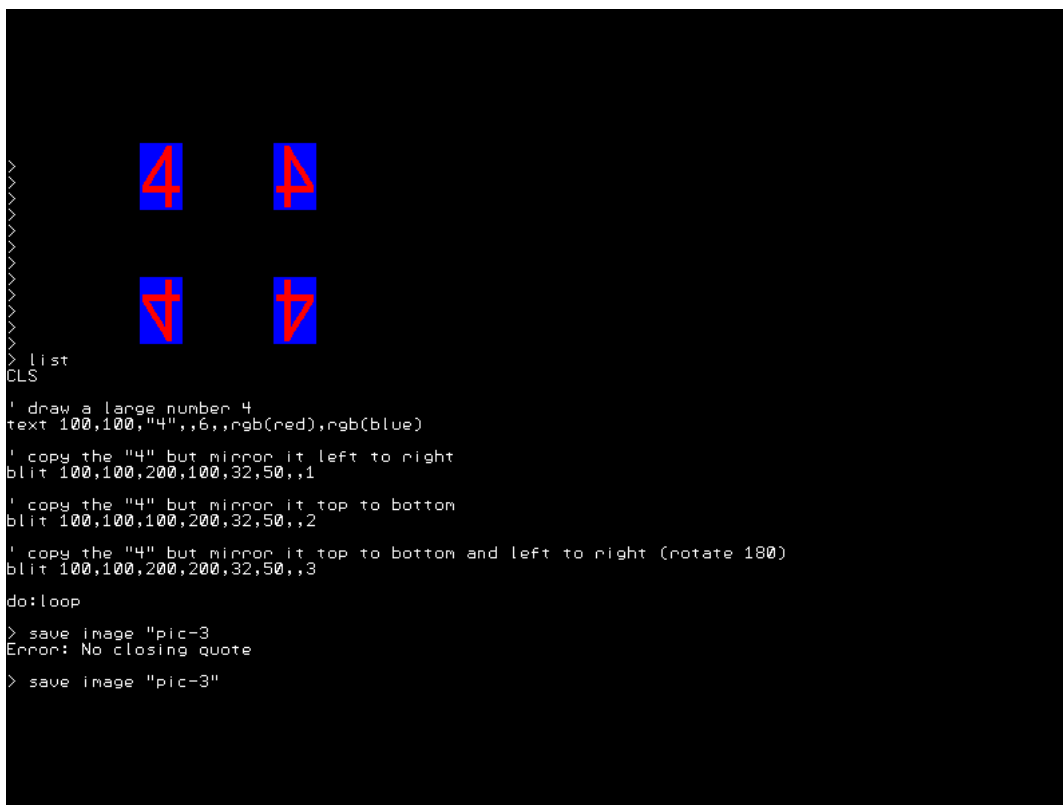 4 4
>
>
>
>
>
>
>
>
4 4
>
>
>
>
> list
CLS
' draw a large number 4
text 100,100,"4",,6,,rgb(red),rgb(blue)
' copy the "4" but mirror it left to right
blit 100,100,200,100,32,50,,1
' copy the "4" but mirror it top to bottom
blit 100,100,100,200,32,50,,2
' copy the "4" but mirror it top to bottom and left to right (rotate 180)
blit 100,100,200,200,32,50,,3
do:loop
> save image "pic-3
Error: No closing quote
> save image "pic-3"